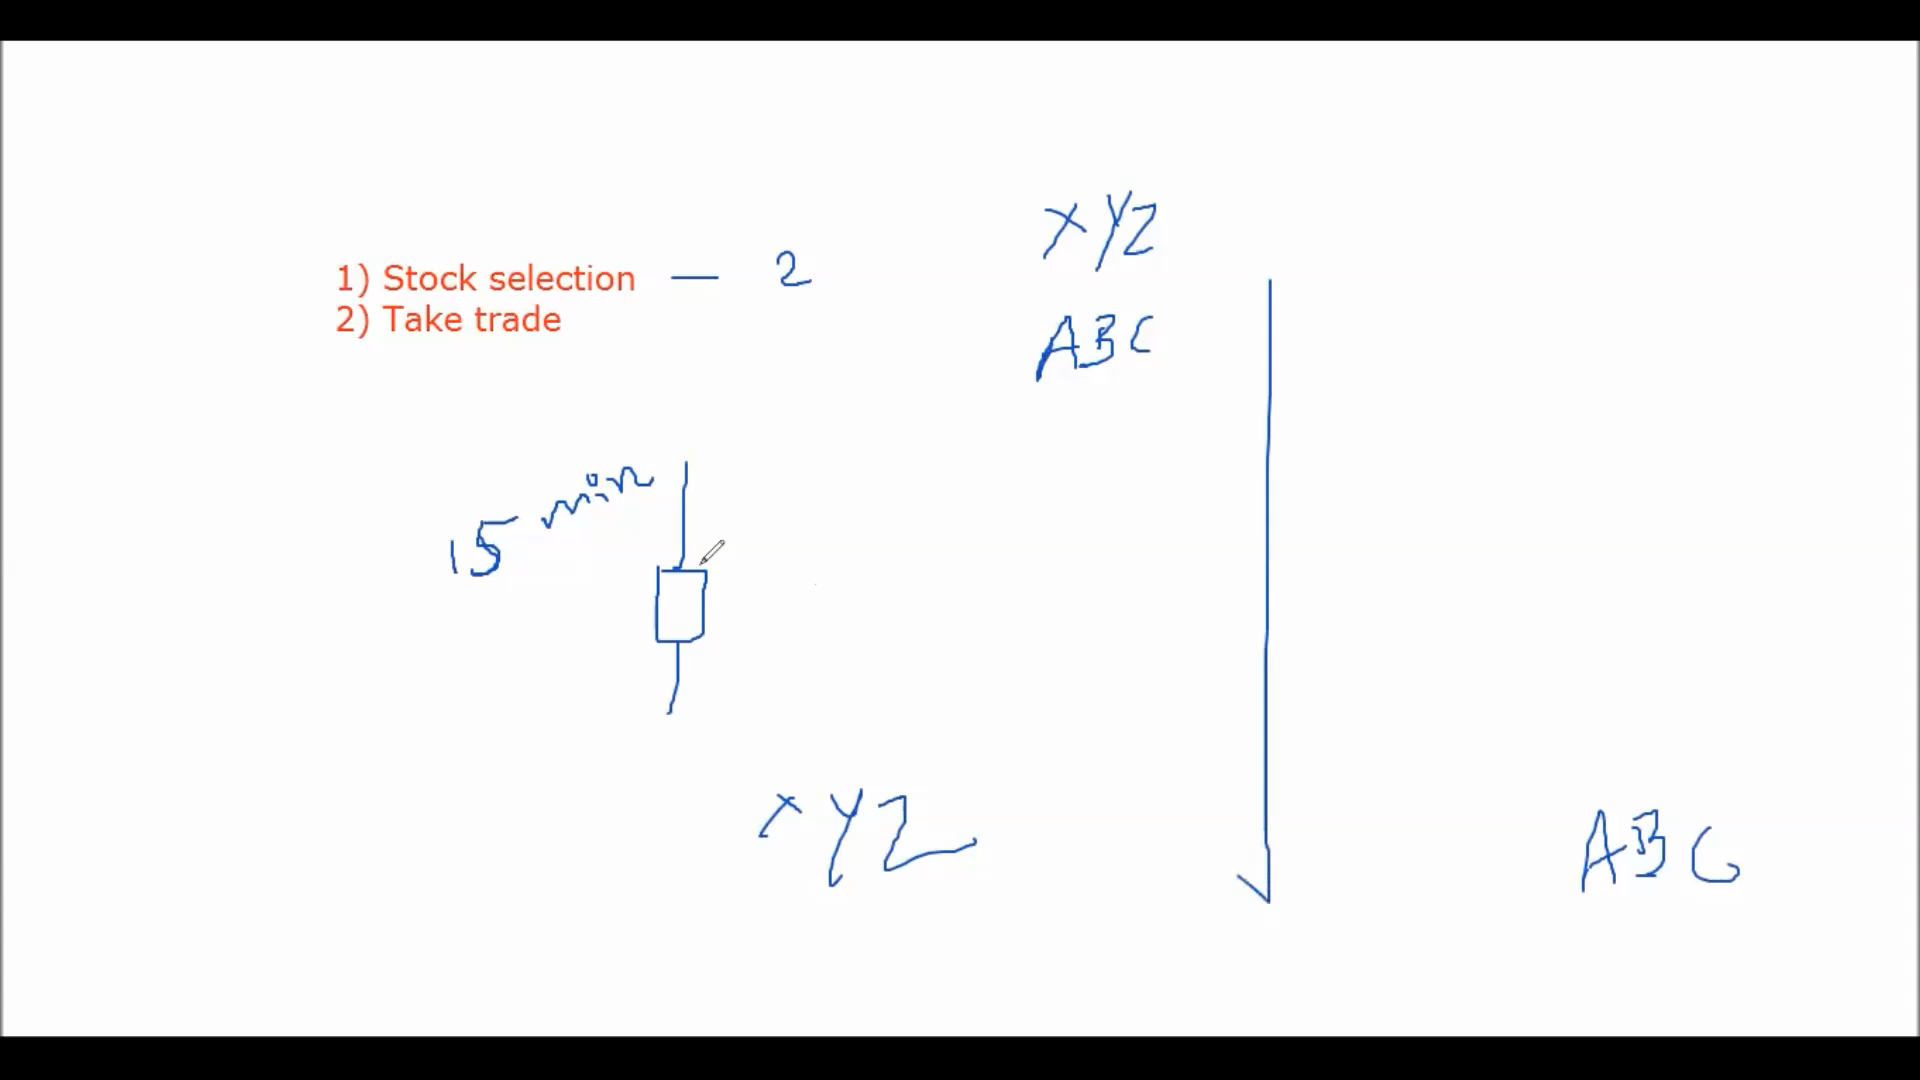 XYZ
1) Stock selection — 2
2) Take trade
ABC
15 min
XYZ
ABC